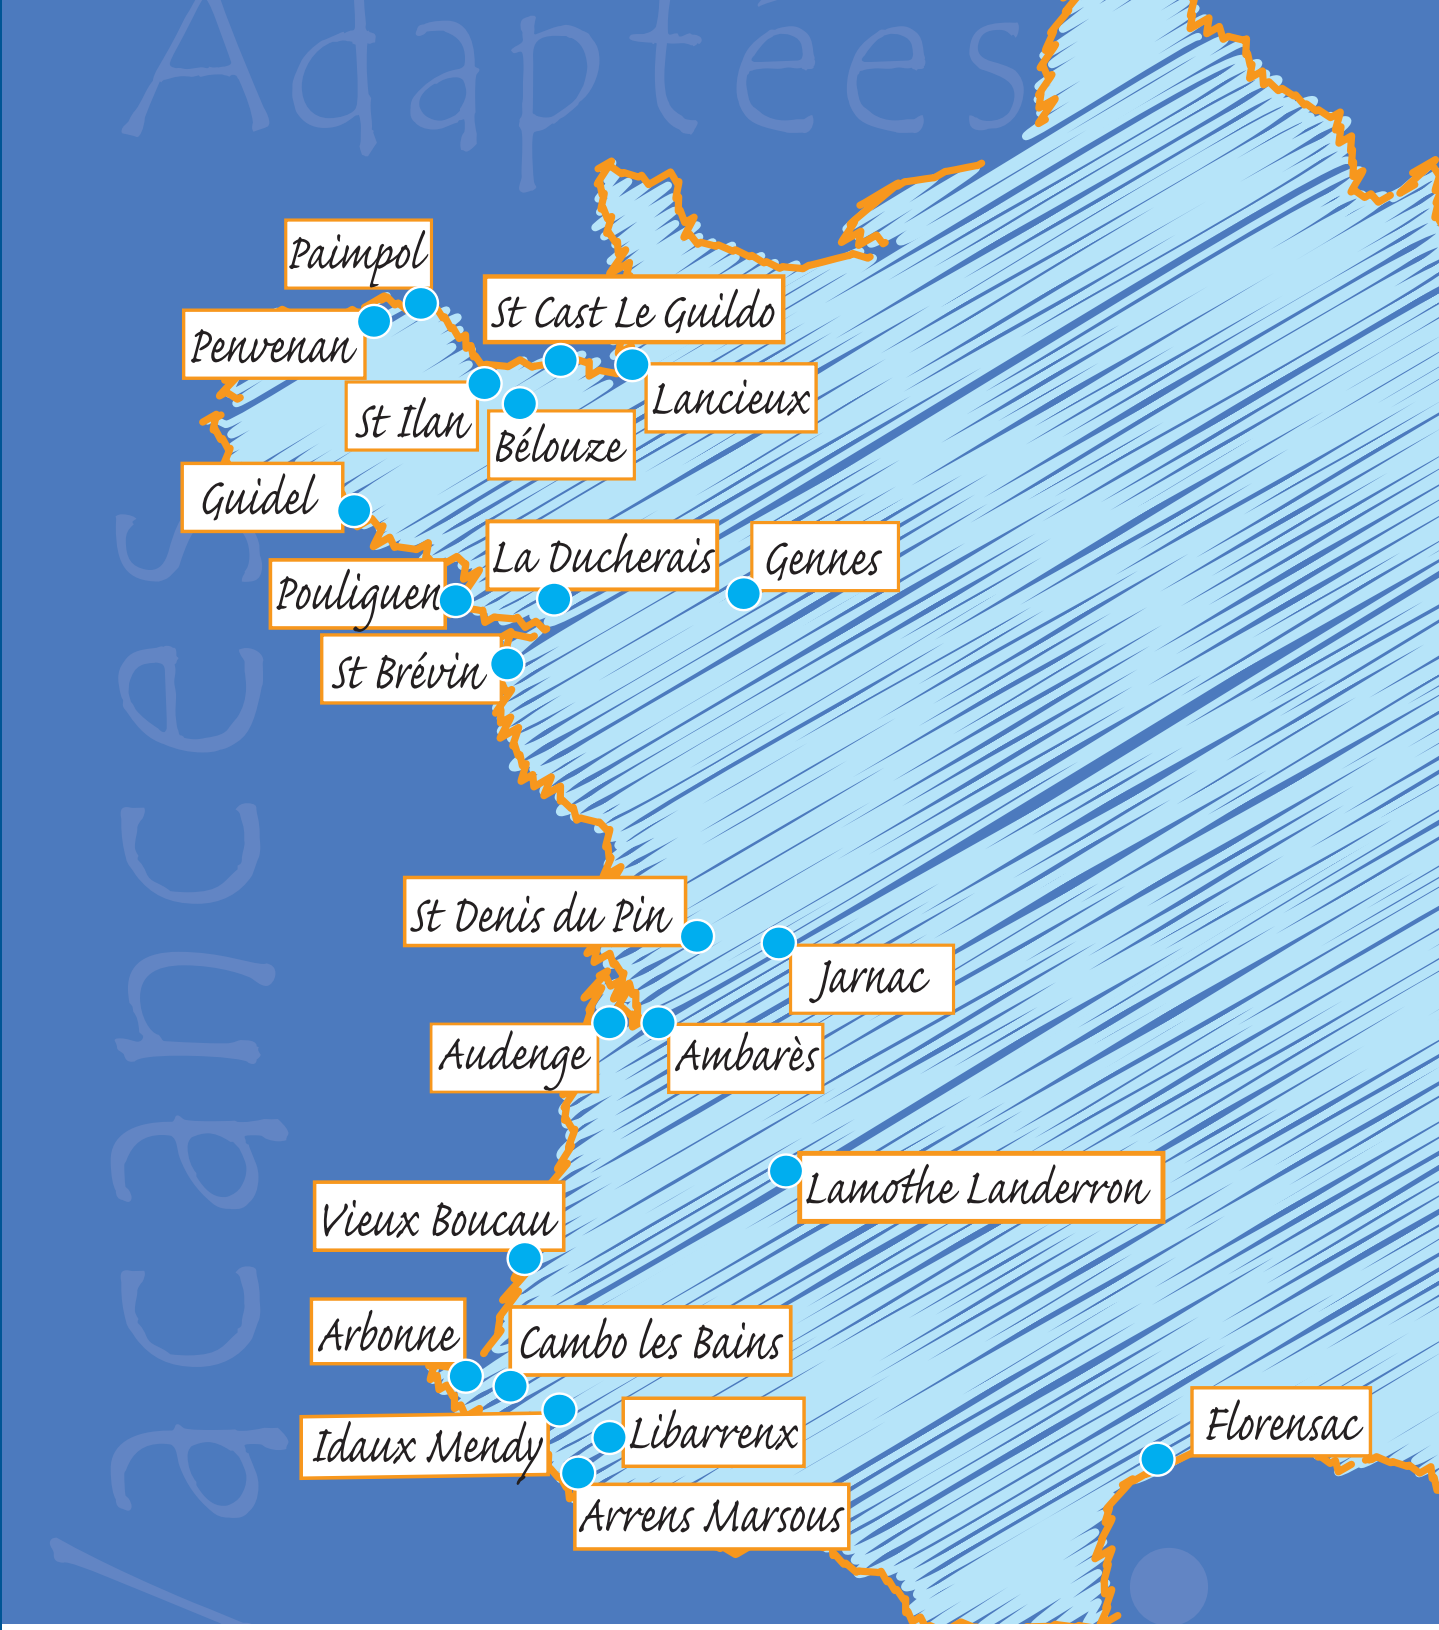 Adaptées
Vacances
Paimpol
St Cast Le Guildo
Penvenan
Lancieux
St Ilan
Bélouze
Guidel
La Ducherais
Gennes
Pouliguen
St Brévin
St Denis du Pin
Jarnac
Audenge
Ambarès
Lamothe Landerron
Vieux Boucau
Arbonne
Cambo les Bains
Florensac
Libarrenx
Idaux Mendy
Arrens Marsous